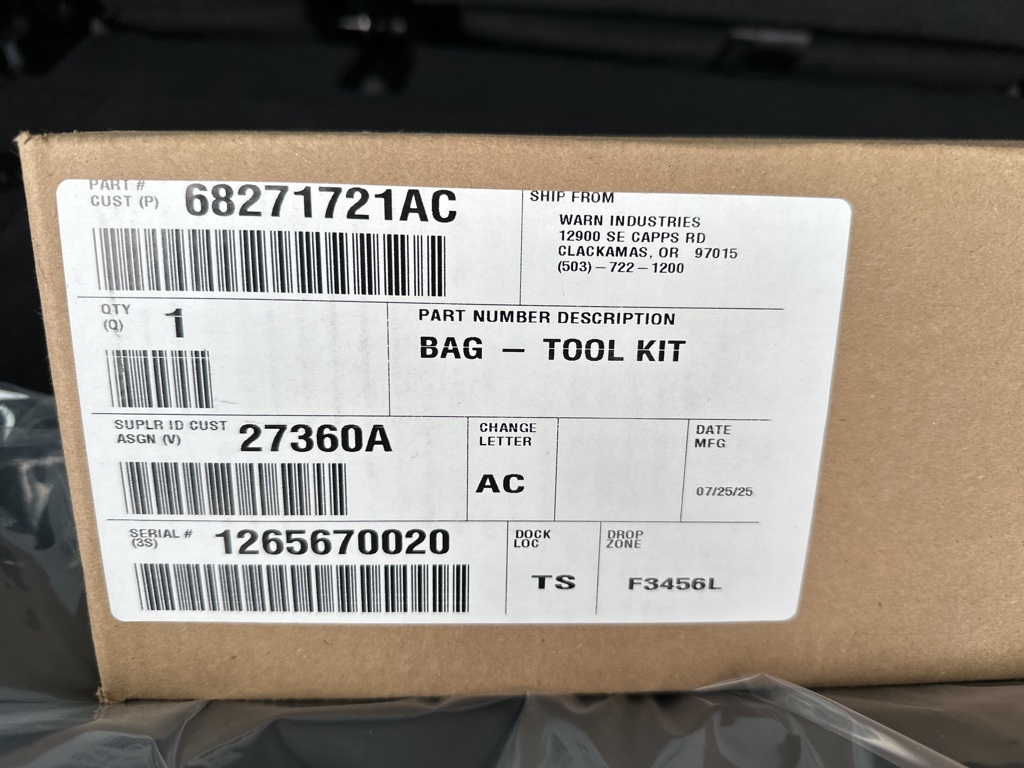 PART #
CUST (P) 68271721AC
SHIP FROM
WARN INDUSTRIES
12900 SE CAPPS RD
CLACKAMAS, OR 97015
(503)-722-1200
QTY
(Q) 1
PART NUMBER DESCRIPTION
BAG - TOOL KIT
SUPLR ID CUST
ASGN (V) 27360A
CHANGE
LETTER
AC
DATE
MFG
07/25/25
SERIAL #
(3S) 1265670020
DOCK
LOC
TS
DROP
ZONE
F3456L